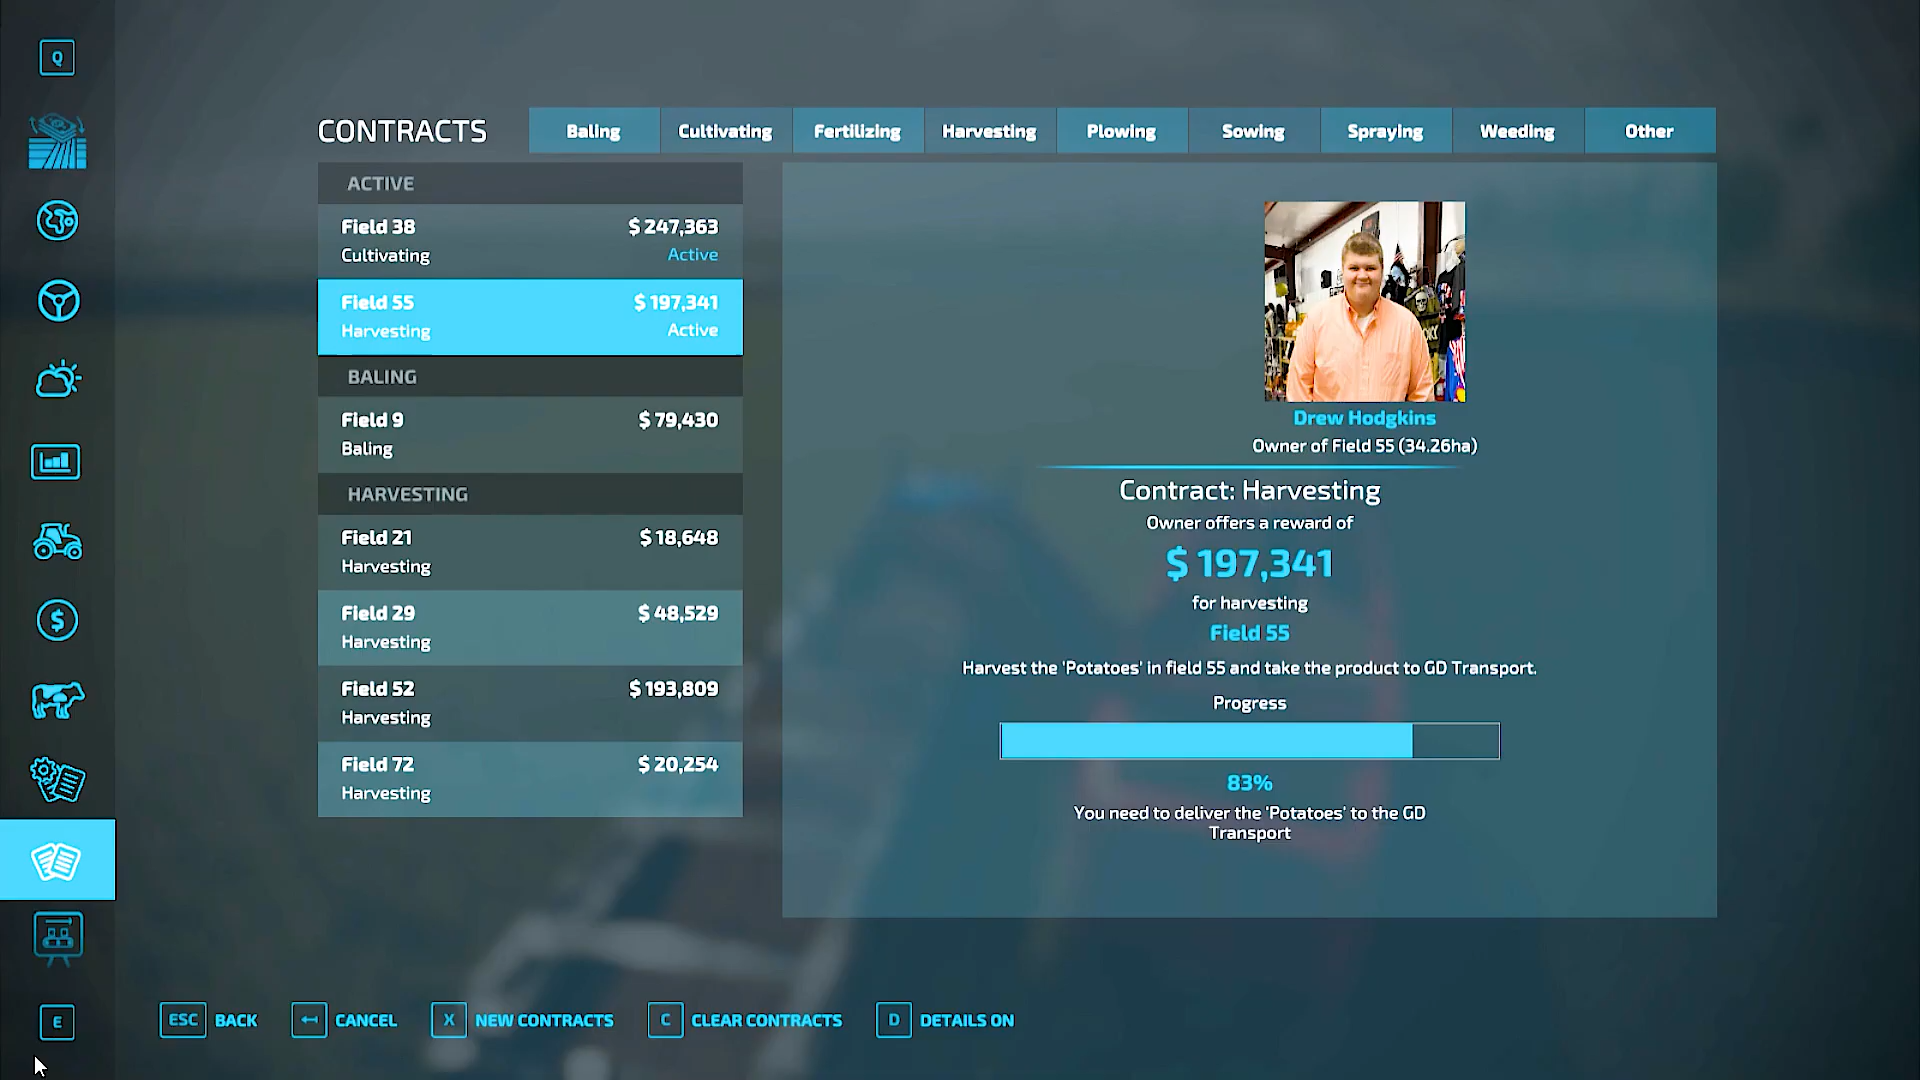 Q
CONTRACTS
Baling
Cultivating
Fertilizing
Harvesting
Plowing
Sowing
Spraying
Weeding
Other
ACTIVE
Field 38 $ 247,363
Cultivating Active
Field 55 $ 197,341
Harvesting Active
BALING
Field 9 $ 79,430
Baling
HARVESTING
Field 21 $ 18,648
Harvesting
Field 29 $ 48,529
Harvesting
Field 52 $ 193,809
Harvesting
Field 72 $ 20,254
Harvesting
Drew Hodgkins
Owner of Field 55 (34.26ha)
Contract: Harvesting
Owner offers a reward of
$ 197,341
for harvesting
Field 55
Harvest the 'Potatoes' in field 55 and take the product to GD Transport.
Progress
83%
You need to deliver the 'Potatoes' to the GD
Transport
E
ESC BACK
CANCEL
X NEW CONTRACTS
C CLEAR CONTRACTS
D DETAILS ON